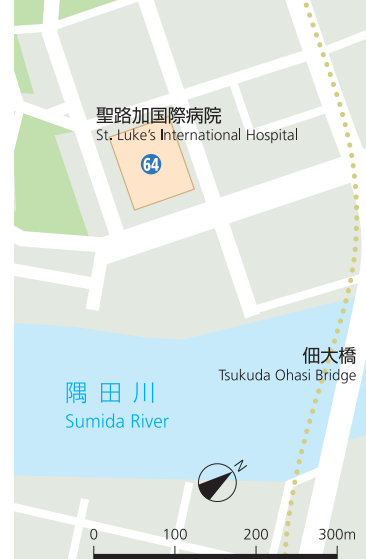 聖路加国際病院
St. Luke's International Hospital
64
佃大橋
Tsukuda Ohasi Bridge
隅田川
Sumida River
N
0 100 200 300m